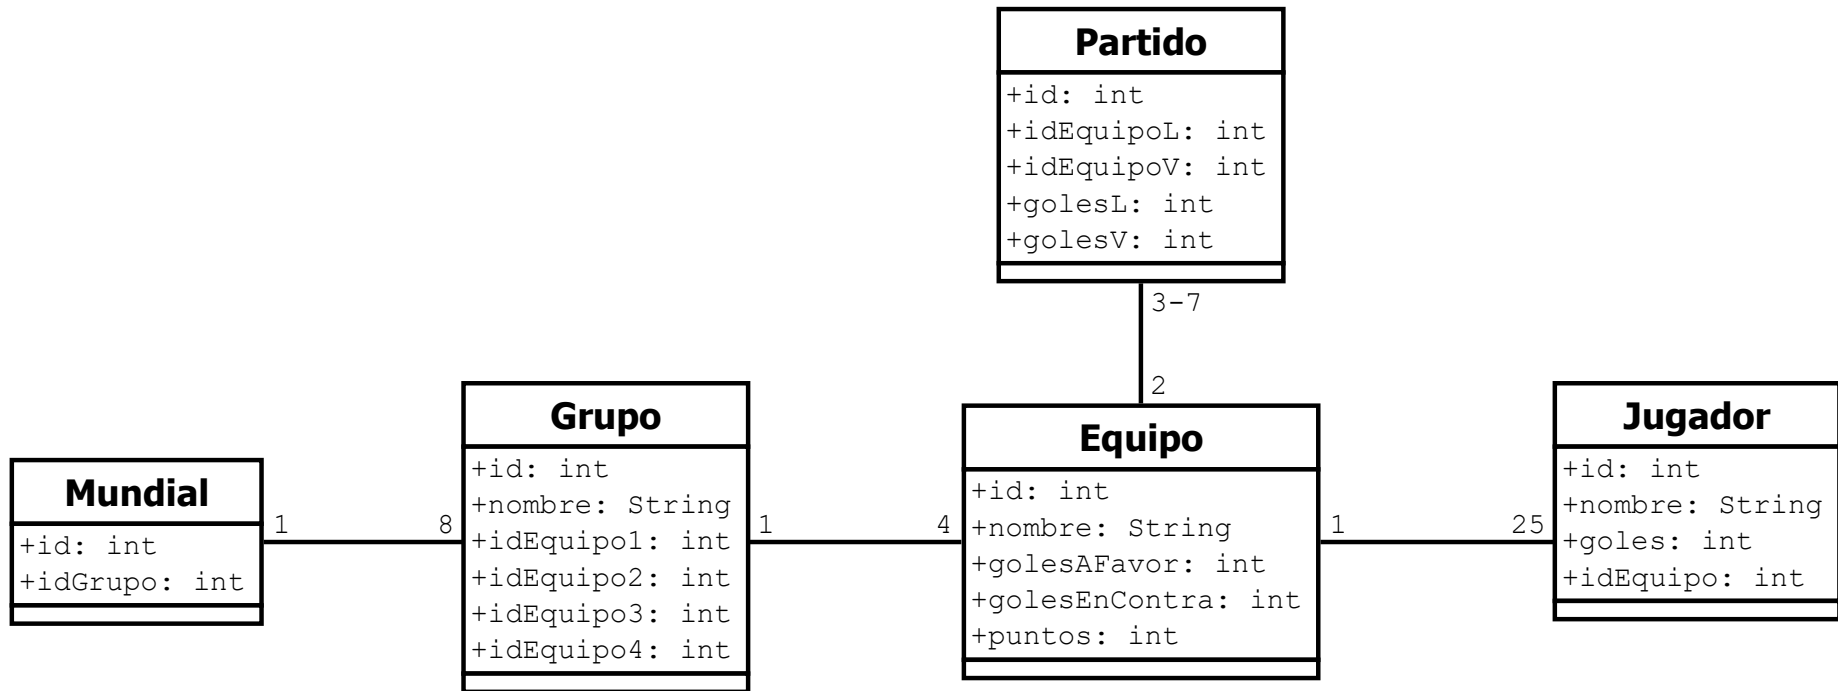 Partido
+id: int
+idEquipoL: int
+idEquipoV: int
+golesL: int
+golesV: int
3-7
2
Mundial
+id: int
+idGrupo: int
1
8
Grupo
+id: int
+nombre: String
+idEquipo1: int
+idEquipo2: int
+idEquipo3: int
+idEquipo4: int
1
4
Equipo
+id: int
+nombre: String
+golesAFavor: int
+golesEnContra: int
+puntos: int
1
25
Jugador
+id: int
+nombre: String
+goles: int
+idEquipo: int